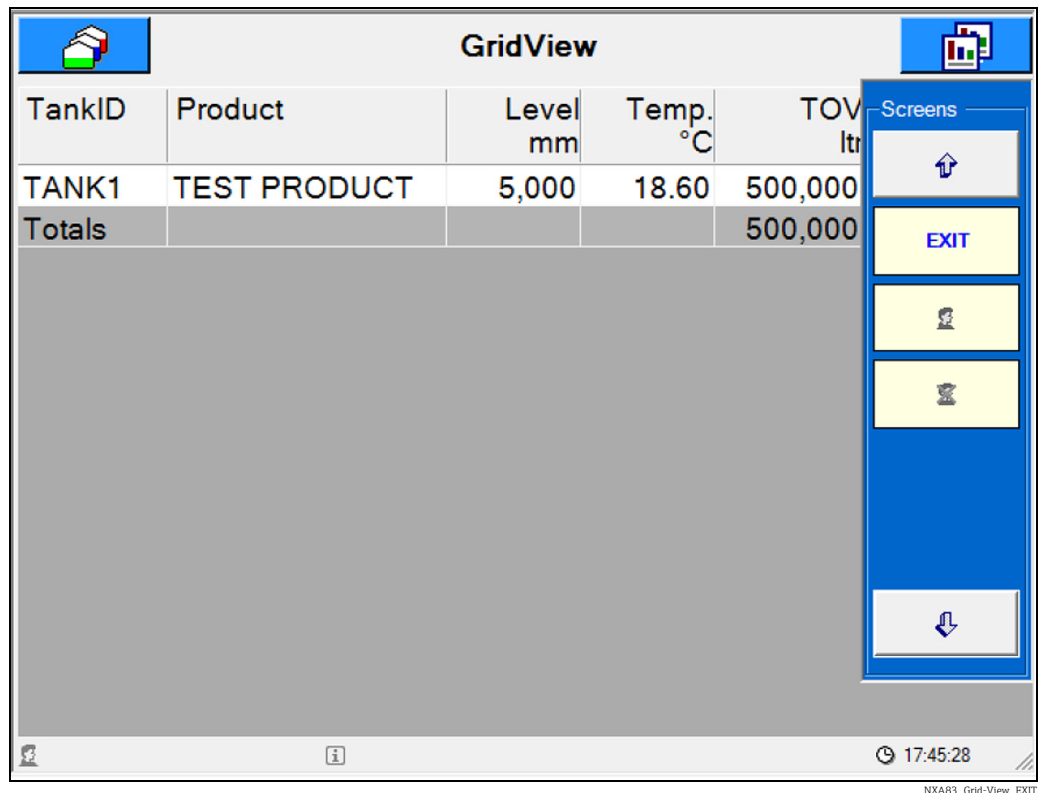 GridView
TankID Product Level Temp. TOV
mm °C ltr
TANK1 TEST PRODUCT 5,000 18.60 500,000
Totals 500,000
Screens
EXIT
17:45:28
NXA83_Grid-View_EXIT